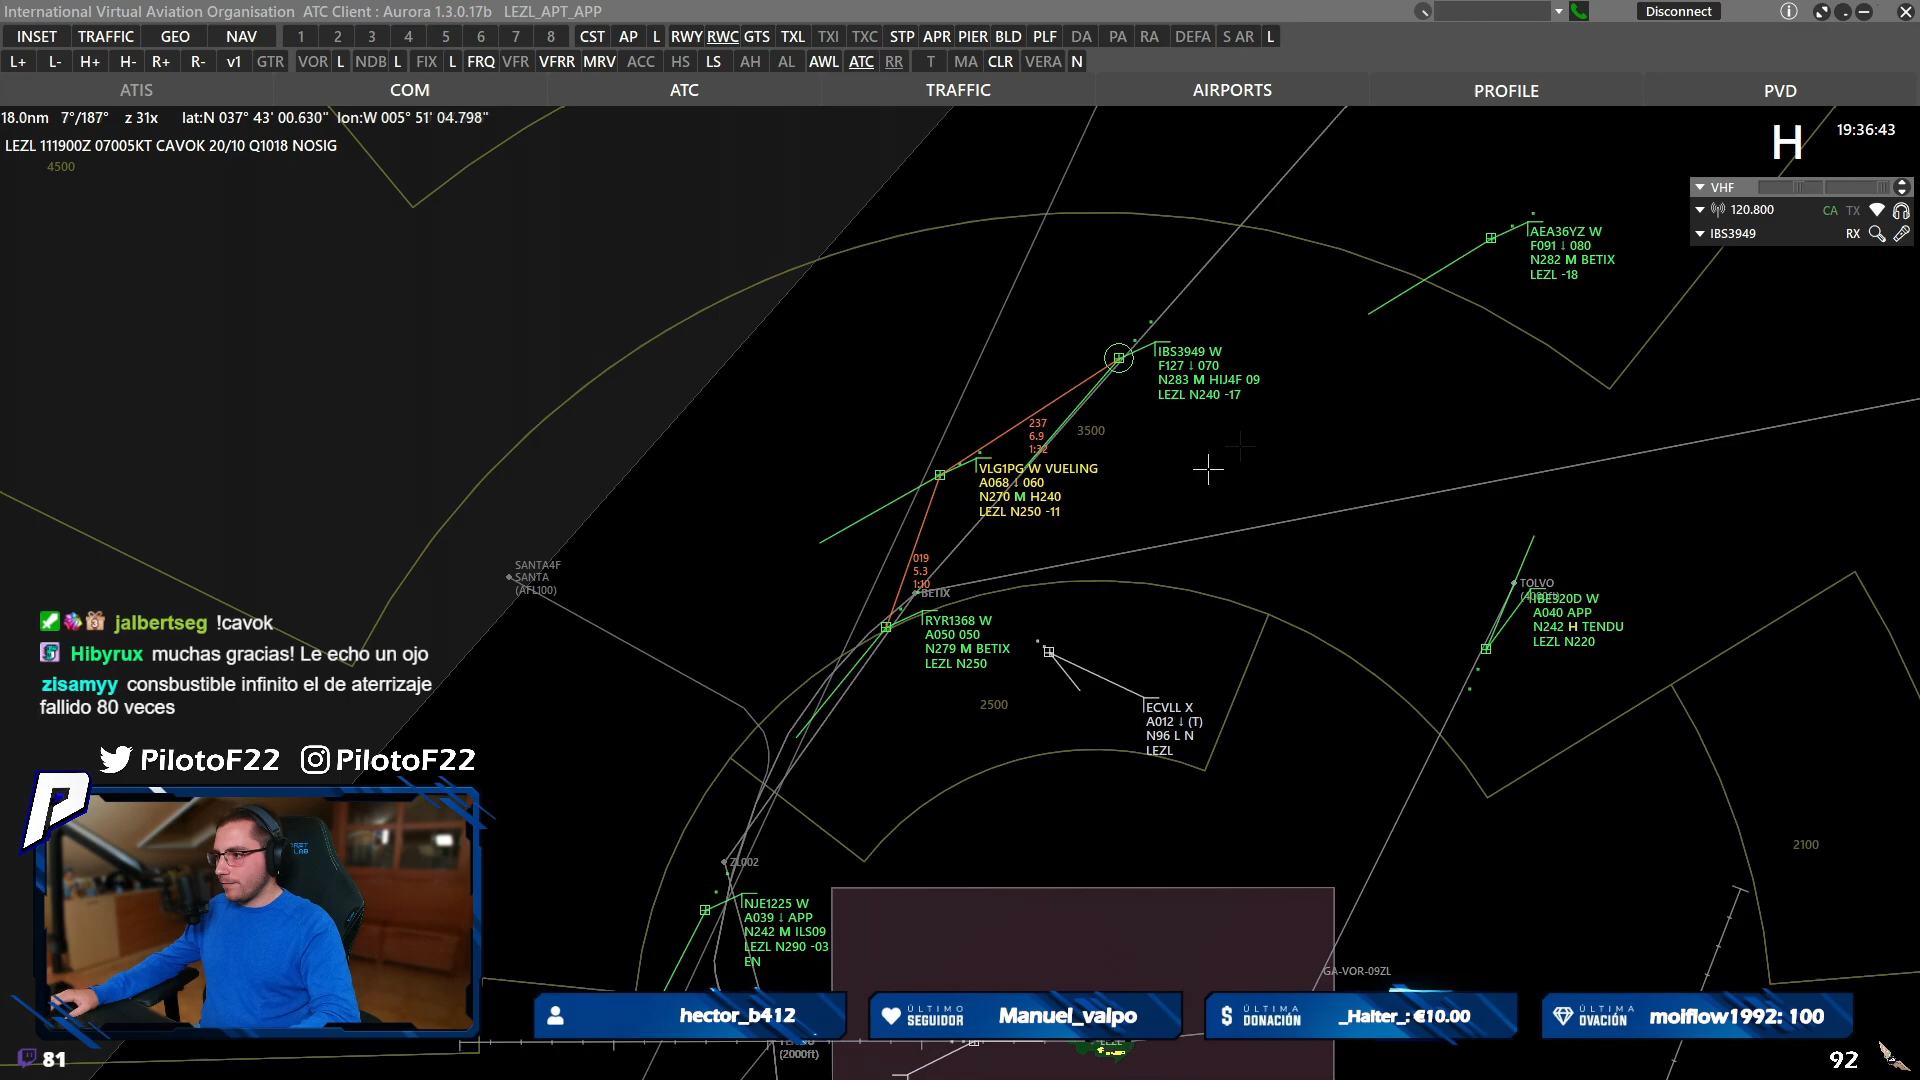 International Virtual Aviation Organisation   ATC Client : Aurora 1.3.0.17b   LEZL_APT_APP
Disconnect
INSET TRAFFIC GEO NAV 1 2 3 4 5 6 7 8 CST AP L RWY RWC GTS TXL TXI TXC STP APR PIER BLD PLF DA PA RA DEFA S AR L
L+ L- H+ H- R+ R- v1 GTR VOR L NDB L FIX L FRQ VFR VFRR MRV ACC HS LS AH AL AWL ATC RR T MA CLR VERA N
ATIS COM ATC TRAFFIC AIRPORTS PROFILE PVD
18.0nm 7°/187° z 31x lat:N 037° 43' 00.630" lon:W 005° 51' 04.798"
H 19:36:43
LEZL 111900Z 07005KT CAVOK 20/10 Q1018 NOSIG
4500
VHF
120.800 CA TX
IBS3949 RX
AEA36YZ W
F091 ↓ 080
N282 M BETIX
LEZL -18
IBS3949 W
F127 ↓ 070
N283 M HIJ4F 09
LEZL N240 -17
237
6.9
1:32
3500
VLG1PG W VUELING
A068 ↓ 060
N270 M H240
LEZL N250 -11
019
5.3
1:10
BETIX
SANTA4F
SANTA
(AFL100)
RYR1368 W
A050 050
N279 M BETIX
LEZL N250
TOLVO
IBE320D W
A040 APP
N242 H TENDU
LEZL N220
2500
ECVLL X
A012 ↓ (T)
N96 L N
LEZL
jalbertseg !cavok
Hibyrux muchas gracias! Le echo un ojo
zisamyy consbustible infinito el de aterrizaje
fallido 80 veces
PilotoF22 PilotoF22
2100
ZL002
NJE1225 W
A039 ↓ APP
N242 M ILS09
LEZL N290 -03
EN
GA-VOR-09ZL
hector_b412
ÚLTIMO
SEGUIDOR Manuel_valpo
ÚLTIMA
DONACIÓN _Halter_: €10.00
ÚLTIMA
OVACIÓN moiflow1992: 100
(2000ft)
LEZL
81
92